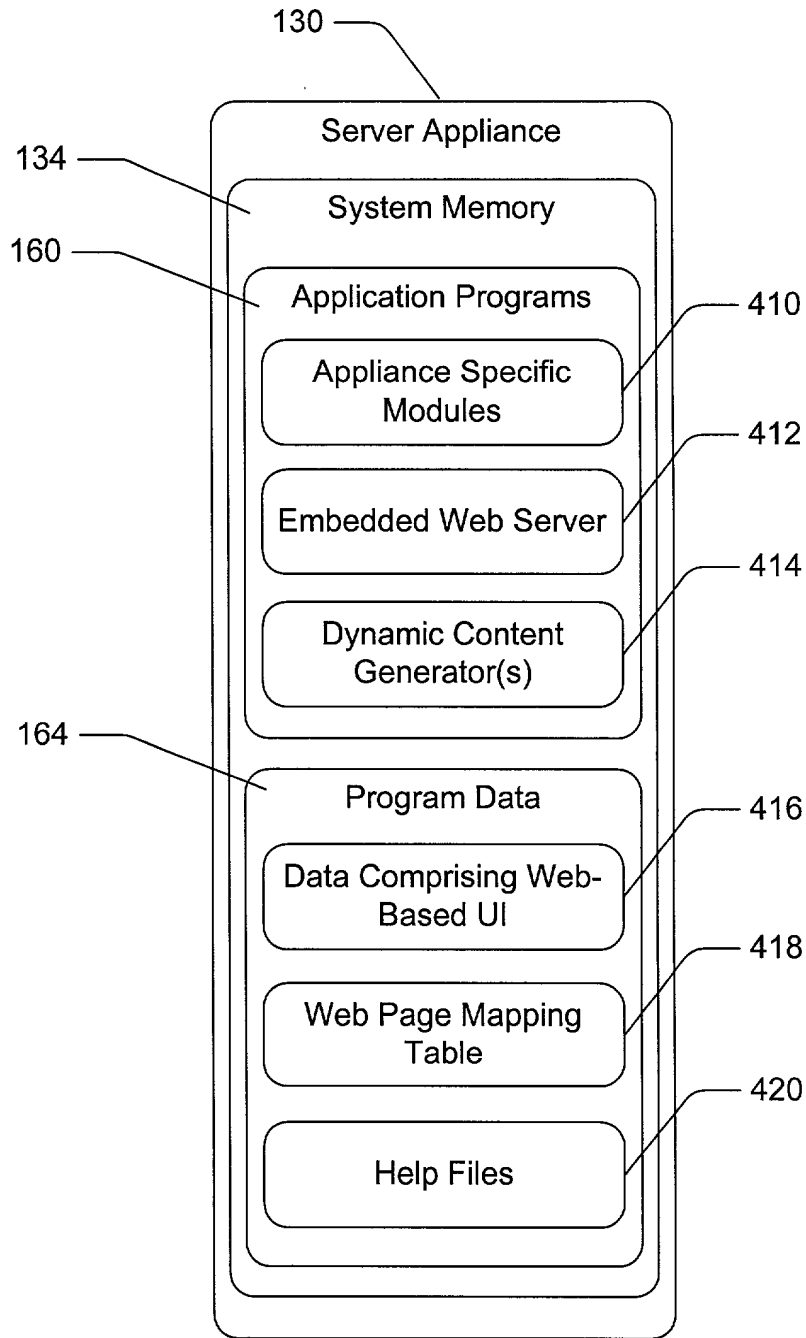 130
Server Appliance
134
System Memory
160
Application Programs
410
Appliance Specific
Modules
412
Embedded Web Server
414
Dynamic Content
Generator(s)
164
Program Data
416
Data Comprising Web-
Based UI
418
Web Page Mapping
Table
420
Help Files